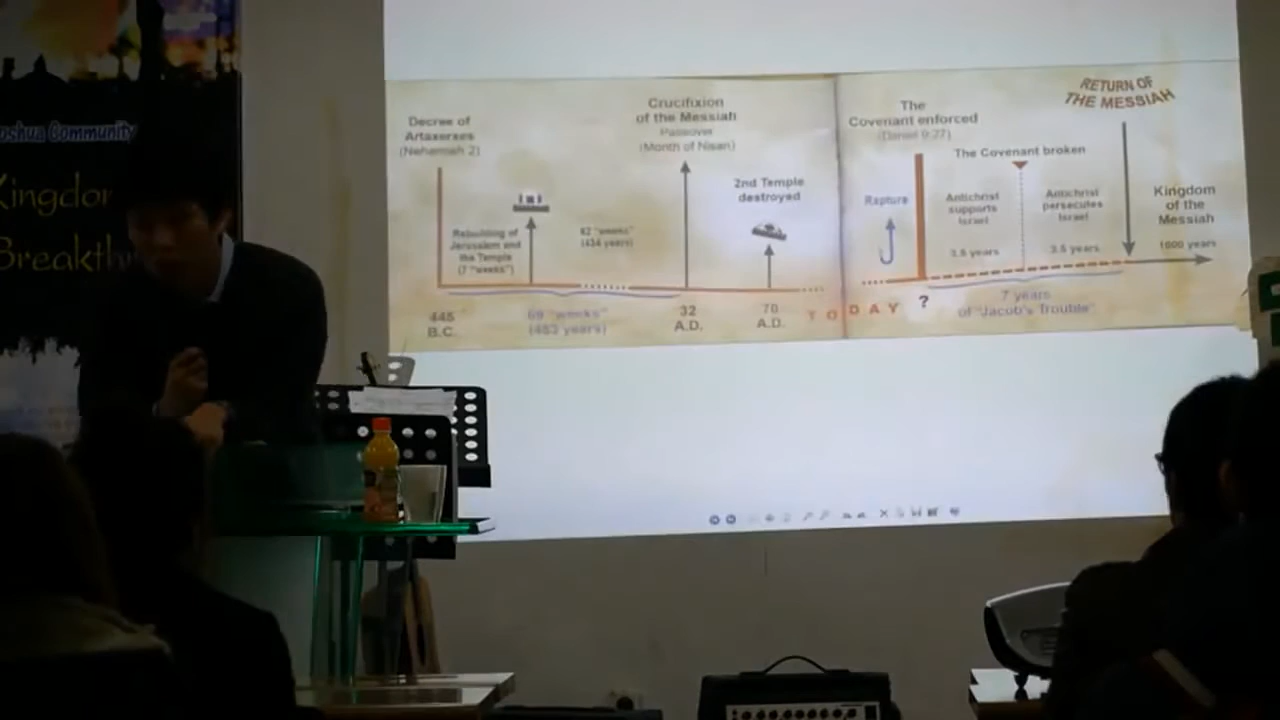 oshua Community
Kingdom
Breakth
Decree of
Artaxerxes
(Nehemiah 2)
Rebuilding of
Jerusalem and
the Temple
(7 "weeks")
62 "weeks"
(434 years)
Crucifixion
of the Messiah
Passover
(Month of Nisan)
2nd Temple
destroyed
445
B.C.
69 "weeks"
(483 years)
32
A.D.
70
A.D.
TODAY
The
Covenant enforced
(Daniel 9:27)
Rapture
The Covenant broken
Antichrist
supports
Israel
3.5 years
Antichrist
persecutes
Israel
3.5 years
RETURN OF
THE MESSIAH
Kingdom
of the
Messiah
1000 years
?
7 years
of "Jacob's Trouble"